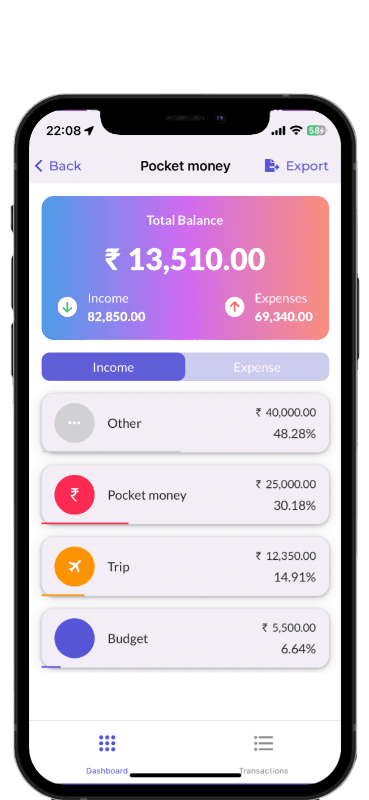 22:08 58
Back Pocket money Export
Total Balance
₹ 13,510.00
Income Expenses
82,850.00 69,340.00
Income Expense
Other ₹ 40,000.00
48.28%
₹ Pocket money ₹ 25,000.00
30.18%
Trip ₹ 12,350.00
14.91%
Budget ₹ 5,500.00
6.64%
Dashboard Transactions